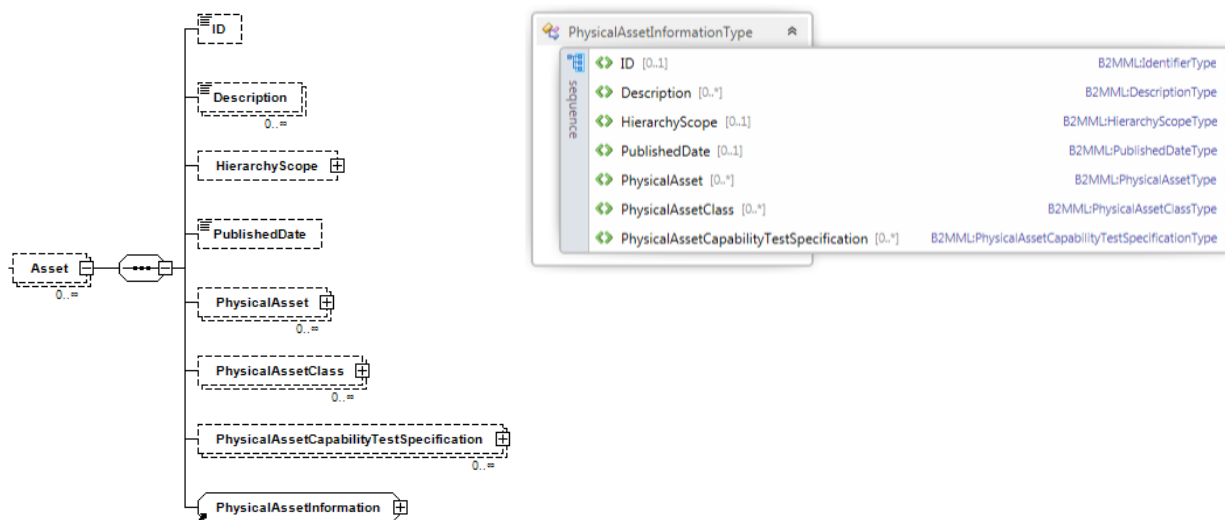 ID
Description
0..∞
HierarchyScope
PublishedDate
Asset
0..∞
PhysicalAsset
0..∞
PhysicalAssetClass
0..∞
PhysicalAssetCapabilityTestSpecification
0..∞
PhysicalAssetInformation
PhysicalAssetInformationType
sequence
ID [0..1] B2MML:IdentifierType
Description [0..*] B2MML:DescriptionType
HierarchyScope [0..1] B2MML:HierarchyScopeType
PublishedDate [0..1] B2MML:PublishedDateType
PhysicalAsset [0..*] B2MML:PhysicalAssetType
PhysicalAssetClass [0..*] B2MML:PhysicalAssetClassType
PhysicalAssetCapabilityTestSpecification [0..*] B2MML:PhysicalAssetCapabilityTestSpecificationType